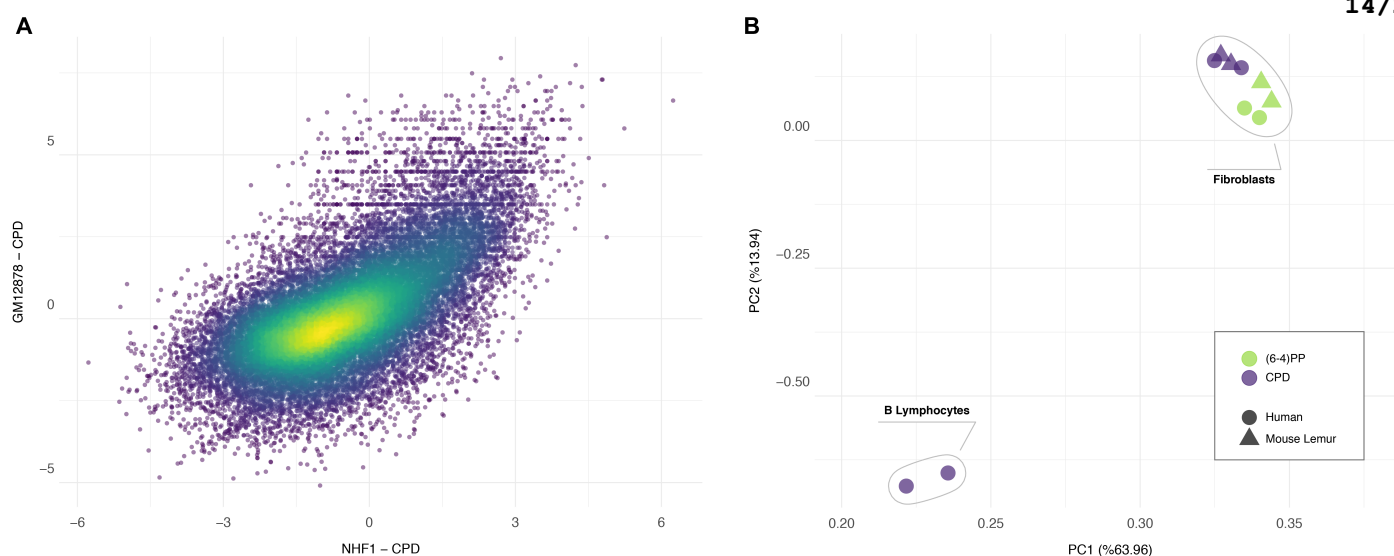 14/
A
B
5
0
−5
GM12878 − CPD
−6
−3
0
3
6
NHF1 − CPD
0.00
−0.25
−0.50
PC2 (%13.94)
Fibroblasts
B Lymphocytes
(6-4)PP
CPD
Human
Mouse Lemur
0.20
0.25
0.30
0.35
PC1 (%63.96)